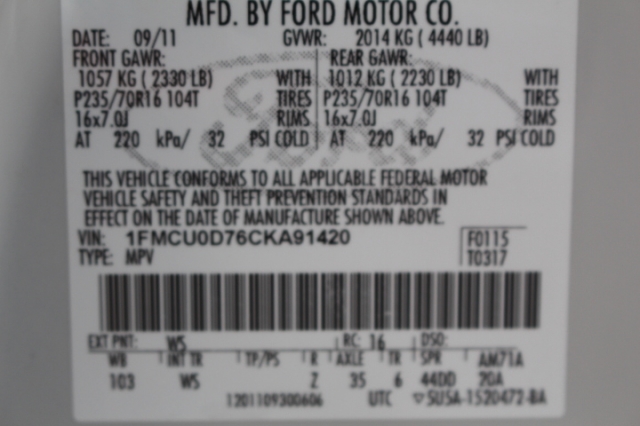 MFD. BY FORD MOTOR CO.
DATE: 09/11 GVWR: 2014 KG ( 4440 LB)
FRONT GAWR: REAR GAWR:
1057 KG ( 2330 LB) WITH 1012 KG ( 2230 LB) WITH
P235/70R16 104T TIRES P235/70R16 104T TIRES
16x7.0J RIMS 16x7.0J RIMS
AT 220 kPa/ 32 PSI COLD AT 220 kPa/ 32 PSI COLD
THIS VEHICLE CONFORMS TO ALL APPLICABLE FEDERAL MOTOR
VEHICLE SAFETY AND THEFT PREVENTION STANDARDS IN
EFFECT ON THE DATE OF MANUFACTURE SHOWN ABOVE.
VIN: 1FMCU0D76CKA91420 F0115
TYPE: MPV T0317
EXT PNT: WS RC: 16 DSO:
WB INT TR TP/PS R AXLE TR SPR AM71A
103 WS Z 35 6 44DD 20A
1201109300606 UTC ▽SU5A-1520472-BA